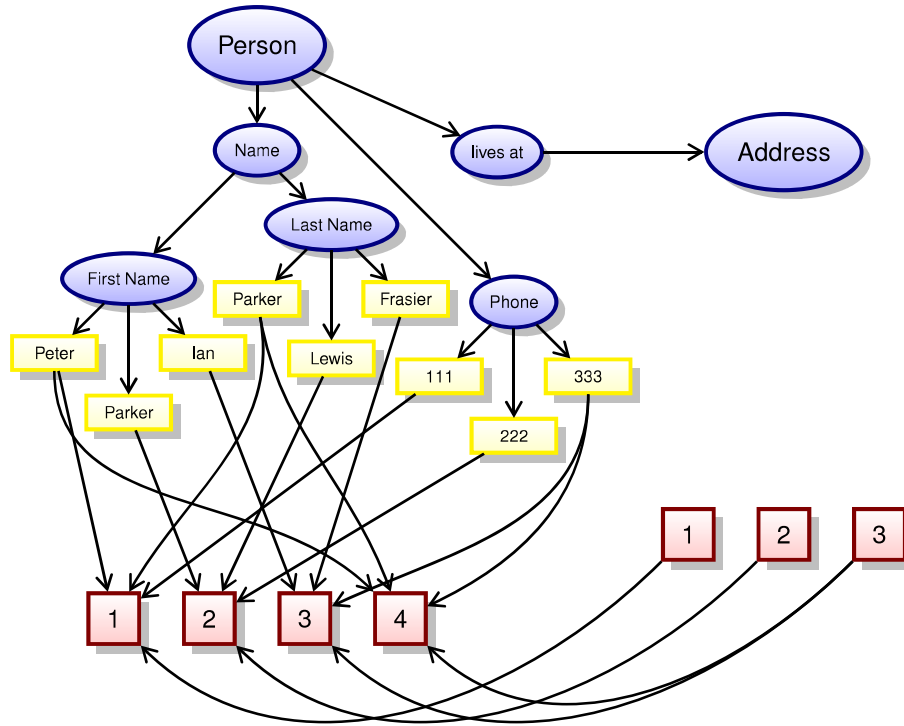 Person
Name
lives at
Address
Last Name
First Name
Parker
Frasier
Phone
Peter
Ian
Lewis
111
333
Parker
222
1
2
3
1
2
3
4